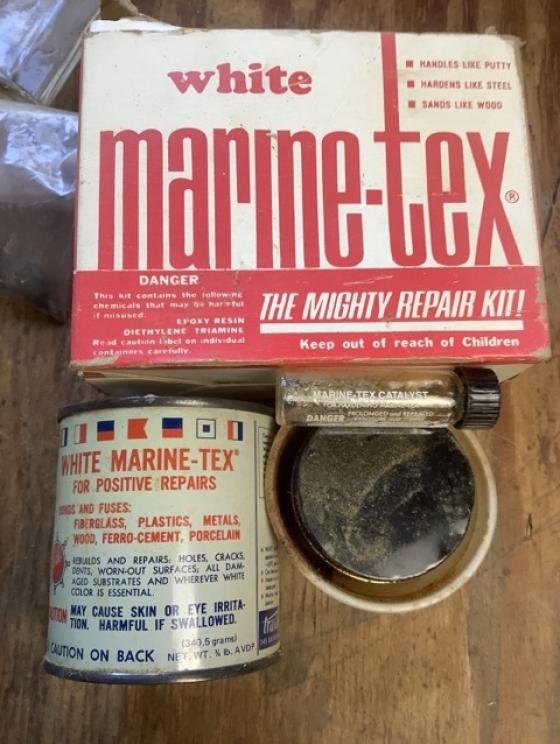 white
marine-tex®
■ HANDLES LIKE PUTTY
■ HARDENS LIKE STEEL
■ SANDS LIKE WOOD
DANGER
This kit contains the following
chemicals that may be harmful
if misused.
EPOXY RESIN
DIETHYLENE TRIAMINE
Read caution label on individual
containers carefully.
THE MIGHTY REPAIR KIT!
Keep out of reach of Children
MARINE-TEX CATALYST
DANGER
PROLONGED and REPEATED
WHITE MARINE-TEX®
FOR POSITIVE REPAIRS
BONDS AND FUSES:
FIBERGLASS, PLASTICS, METALS,
WOOD, FERRO-CEMENT, PORCELAIN
REBUILDS AND REPAIRS: HOLES, CRACKS,
DENTS, WORN-OUT SURFACES; ALL DAM-
AGED SUBSTRATES AND WHEREVER WHITE
COLOR IS ESSENTIAL.
MAY CAUSE SKIN OR EYE IRRITA-
TION. HARMFUL IF SWALLOWED.
(340,5 grams)
CAUTION ON BACK NET. WT. ¾ lb. AVDP